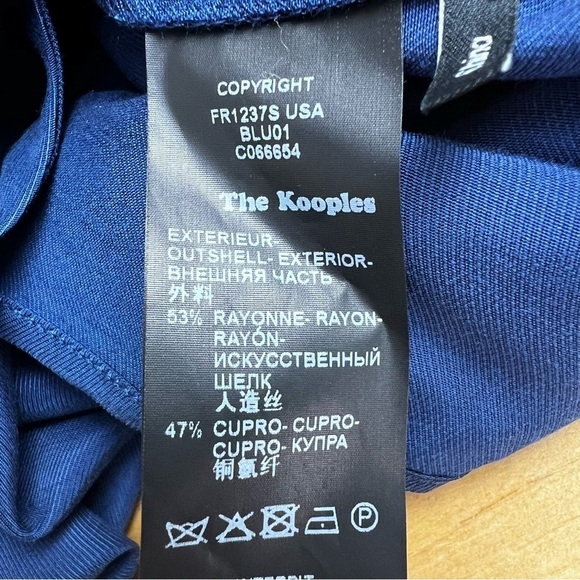 COPYRIGHT
FR1237S USA
BLU01
C066654
The Kooples
EXTERIEUR-
OUTSHELL- EXTERIOR-
ВНЕШНЯЯ ЧАСТЬ
外料
53% RAYONNE- RAYON-
RAYÓN-
ИСКУССТВЕННЫЙ
ШЕЛК
人造丝
47% CUPRO- CUPRO-
CUPRO- КУПРА
铜氨纤
P